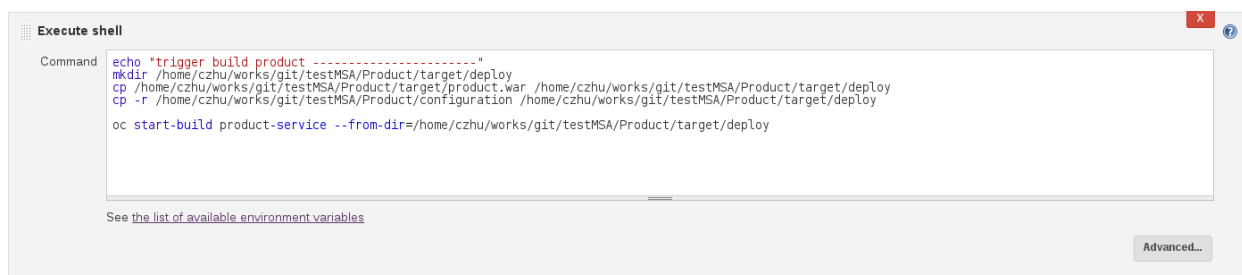 X
Execute shell
Command
echo "trigger build product -----------------------"
mkdir /home/czhu/works/git/testMSA/Product/target/deploy
cp /home/czhu/works/git/testMSA/Product/target/product.war /home/czhu/works/git/testMSA/Product/target/deploy
cp -r /home/czhu/works/git/testMSA/Product/configuration /home/czhu/works/git/testMSA/Product/target/deploy
oc start-build product-service --from-dir=/home/czhu/works/git/testMSA/Product/target/deploy
See the list of available environment variables
Advanced...